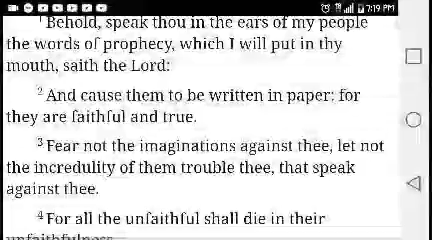 7:19 PM
¹Behold, speak thou in the ears of my people
the words of prophecy, which I will put in thy
mouth, saith the Lord:
² And cause them to be written in paper: for
they are faithful and true.
³ Fear not the imaginations against thee, let not
the incredulity of them trouble thee, that speak
against thee.
⁴ For all the unfaithful shall die in their
unfaithfulness